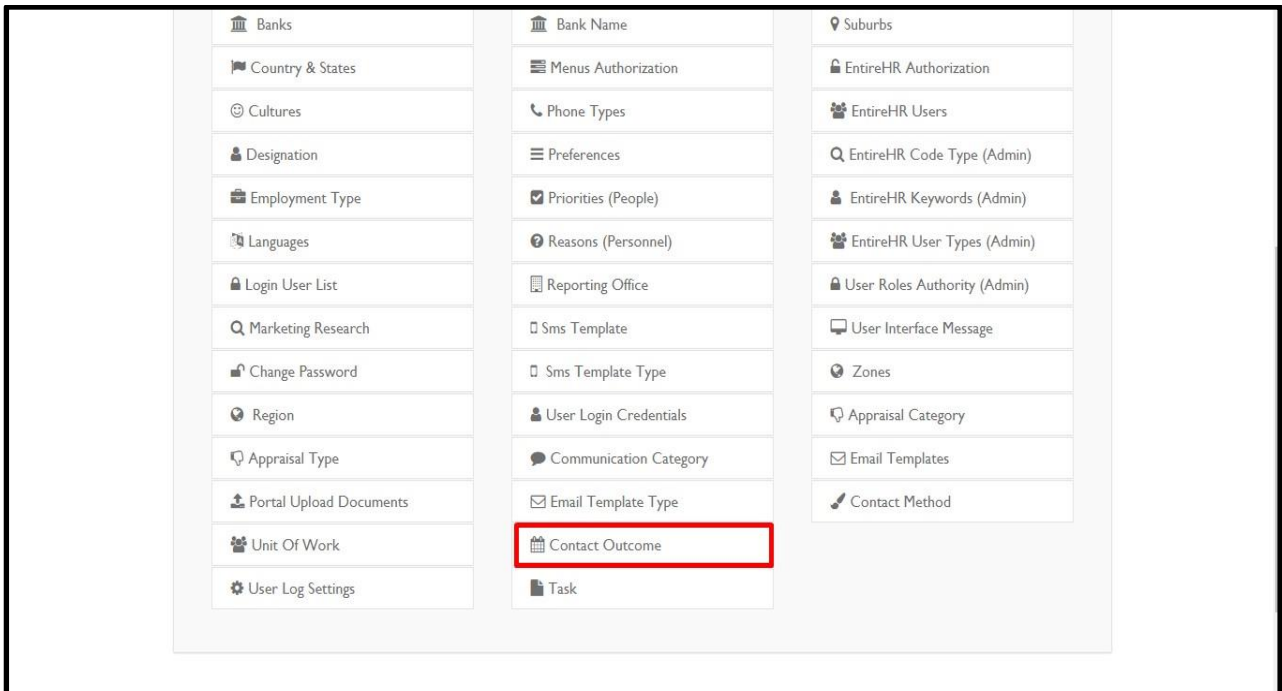 Banks
Country & States
Cultures
Designation
Employment Type
Languages
Login User List
Marketing Research
Change Password
Region
Appraisal Type
Portal Upload Documents
Unit Of Work
User Log Settings
Bank Name
Menus Authorization
Phone Types
Preferences
Priorities (People)
Reasons (Personnel)
Reporting Office
Sms Template
Sms Template Type
User Login Credentials
Communication Category
Email Template Type
Contact Outcome
Task
Suburbs
EntireHR Authorization
EntireHR Users
EntireHR Code Type (Admin)
EntireHR Keywords (Admin)
EntireHR User Types (Admin)
User Roles Authority (Admin)
User Interface Message
Zones
Appraisal Category
Email Templates
Contact Method